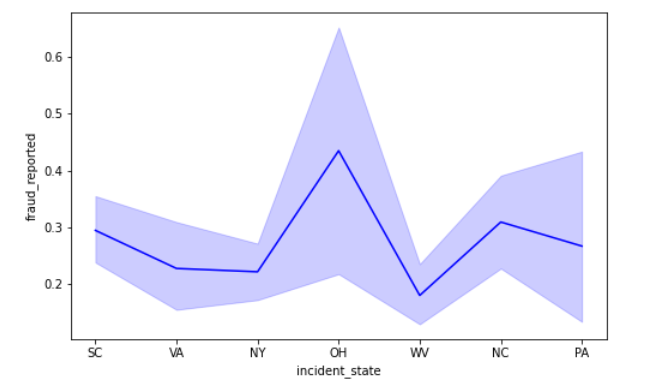 0.6
0.5
0.4
0.3
0.2
fraud_reported
SC VA NY OH WV NC PA
incident_state